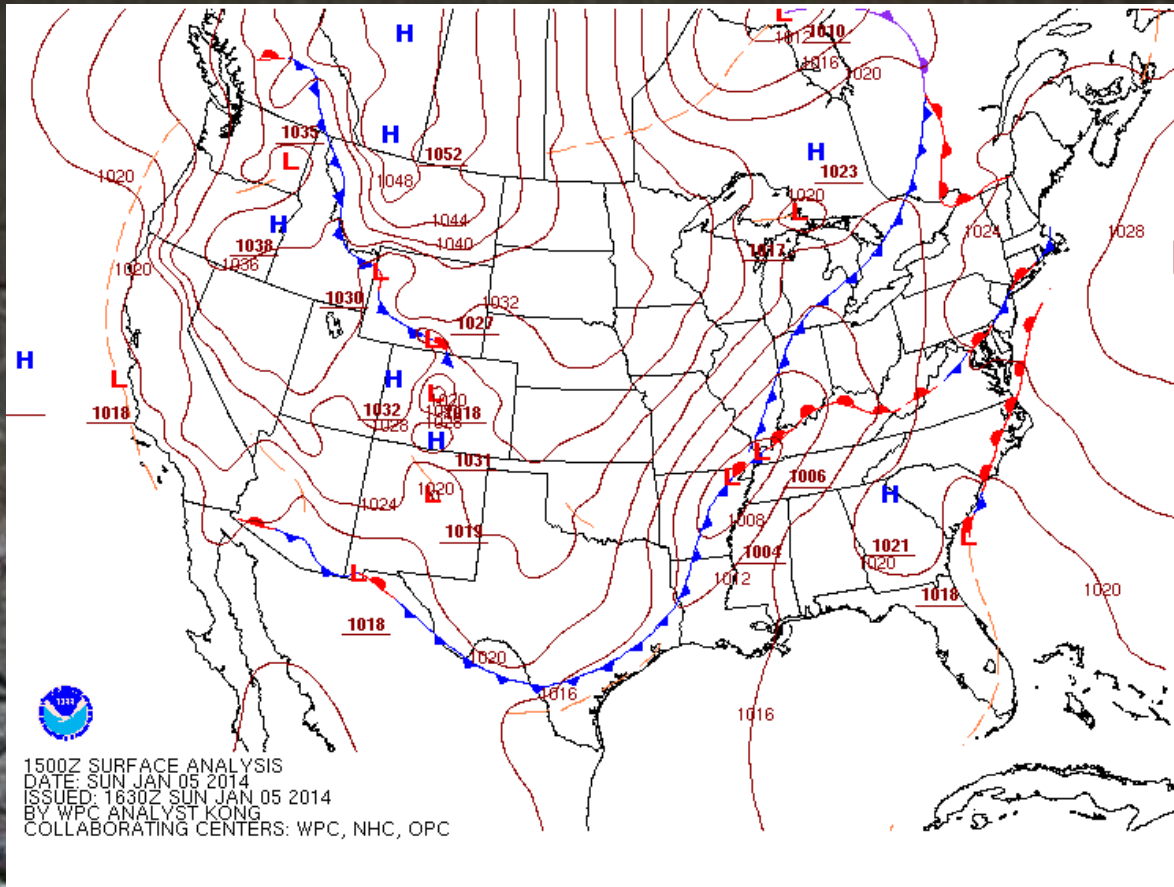 L
1010
1012
H
1016
1020
H
1035
L
H
1052
H
1023
1020
1048
1020
L
H
1044
1024
1028
1038
1040
1017
1036
1020
L
1030
1032
1027
L
H
L
H
L
1020
1018
1032
1018
1028
1028
H
L
1031
1006
1020
L
L
H
1024
1008
1019
L
1004
1021
1020
L
1012
1018
1020
1018
1020
1016
1016
1500Z SURFACE ANALYSIS
DATE: SUN JAN 05 2014
ISSUED: 1630Z SUN JAN 05 2014
BY WPC ANALYST KONG
COLLABORATING CENTERS: WPC, NHC, OPC